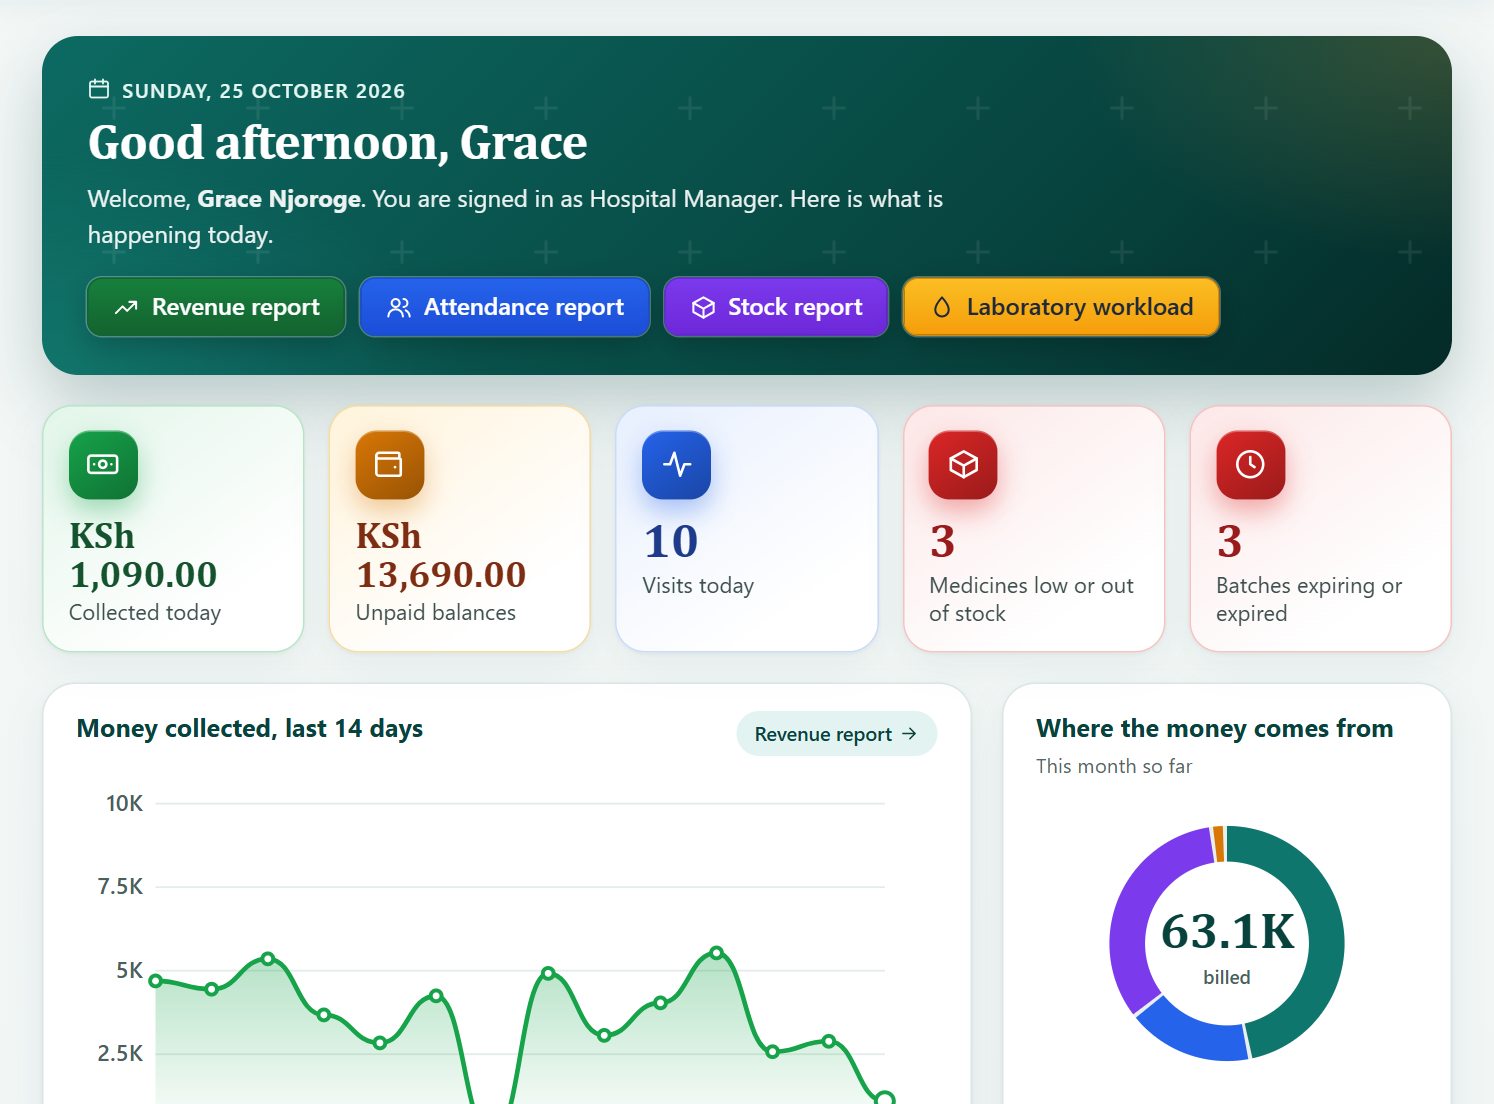 SUNDAY, 25 OCTOBER 2026
Good afternoon, Grace
Welcome, Grace Njoroge. You are signed in as Hospital Manager. Here is what is
happening today.
Revenue report
Attendance report
Stock report
Laboratory workload
KSh
1,090.00
Collected today
KSh
13,690.00
Unpaid balances
10
Visits today
3
Medicines low or out
of stock
3
Batches expiring or
expired
Money collected, last 14 days
Revenue report →
10K
7.5K
5K
2.5K
Where the money comes from
This month so far
63.1K
billed